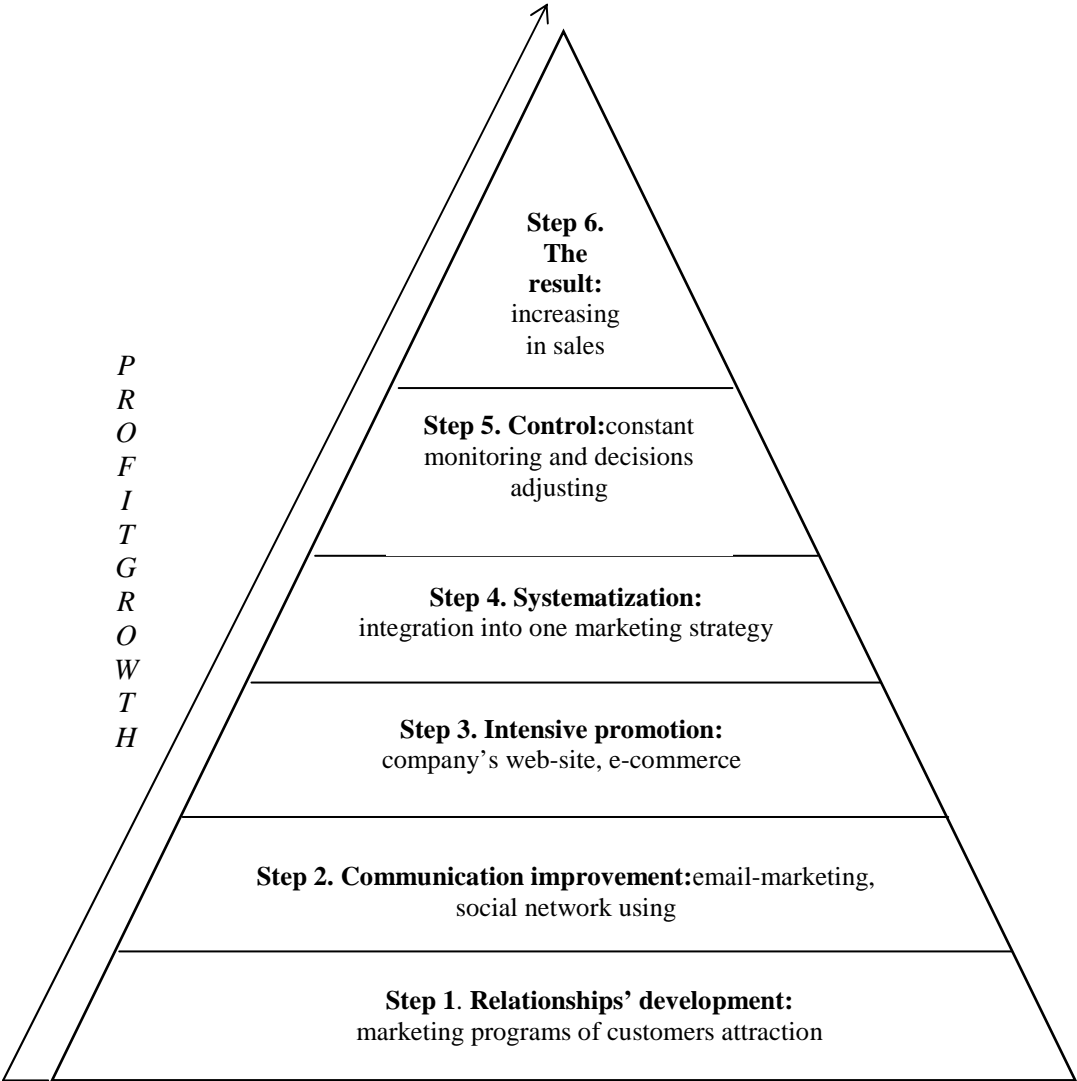 Step 6.
The
result:
increasing
in sales
P
R
O
F
I
T
G
R
O
W
T
H
Step 5. Control:constant
monitoring and decisions
adjusting
Step 4. Systematization:
integration into one marketing strategy
Step 3. Intensive promotion:
company’s web-site, e-commerce
Step 2. Communication improvement:email-marketing,
social network using
Step 1. Relationships’ development:
marketing programs of customers attraction